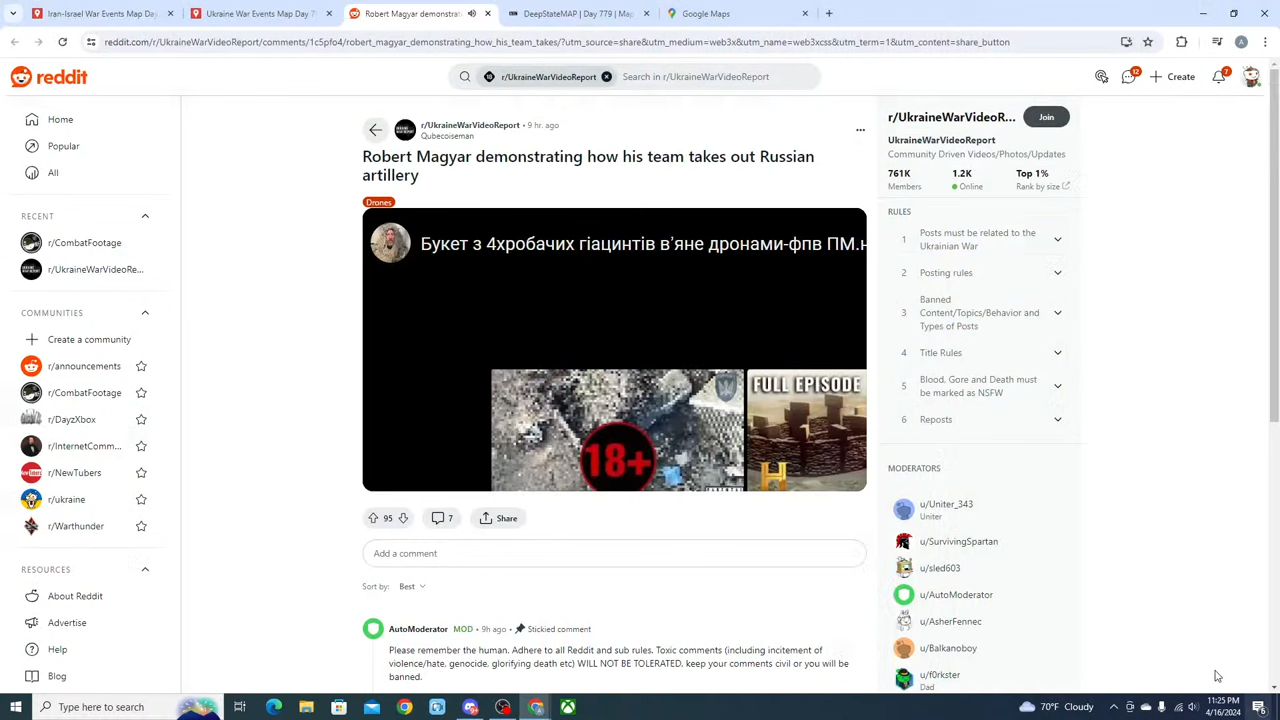 Iran-Israel War Events Map Day
Ukraine War Events Map Day 7
Robert Magyar demonstrat
DeepStateMAP | Day 779 | Map
Google Maps
reddit.com/r/UkraineWarVideoReport/comments/1c5pfo4/robert_magyar_demonstrating_how_his_team_takes/?utm_source=share&utm_medium=web3x&utm_name=web3xcss&utm_term=1&utm_content=share_button
reddit
r/UkraineWarVideoReport
Search in r/UkraineWarVideoReport
12
Create
7
Home
Popular
All
RECENT
r/CombatFootage
r/UkraineWarVideoRe...
COMMUNITIES
Create a community
r/announcements
r/CombatFootage
r/DayzXbox
r/InternetComm...
r/NewTubers
r/ukraine
r/Warthunder
RESOURCES
About Reddit
Advertise
Help
Blog
r/UkraineWarVideoReport • 9 hr. ago
Qubecoiseman
Robert Magyar demonstrating how his team takes out Russian
artillery
Drones
Букет з 4хробачих гіацинтів в’яне дронами-фпв ПМ.н
18+
FULL EPISODE
H
95
7
Share
Add a comment
Sort by: Best
AutoModerator MOD • 9h ago • Stickied comment
Please remember the human. Adhere to all Reddit and sub rules. Toxic comments (including incitement of
violence/hate, genocide, glorifying death etc) WILL NOT BE TOLERATED, keep your comments civil or you will be
banned.
r/UkraineWarVideoR...
Join
UkraineWarVideoReport
Community Driven Videos/Photos/Updates
761K 1.2K Top 1%
Members Online Rank by size
RULES
1 Posts must be related to the
Ukrainian War
2 Posting rules
3 Banned
Content/Topics/Behavior and
Types of Posts
4 Title Rules
5 Blood, Gore and Death must
be marked as NSFW
6 Reposts
MODERATORS
u/Uniter_343
Uniter
u/SurvivingSpartan
u/sled603
u/AutoModerator
u/AsherFennec
u/Balkanoboy
u/f0rkster
Dad
Type here to search
70°F Cloudy
11:25 PM
4/16/2024
6